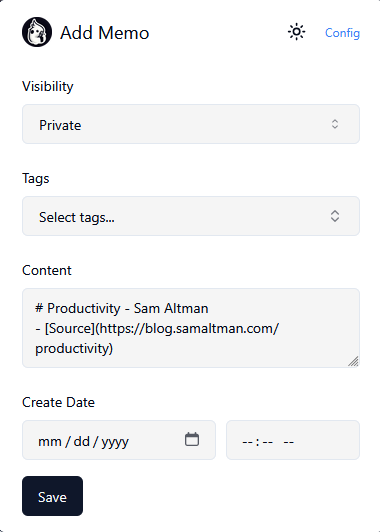 Add Memo
Config
Visibility
Private
Tags
Select tags...
Content
# Productivity - Sam Altman
- [Source](https://blog.samaltman.com/
productivity)
Create Date
mm/dd/yyyy
--:-- --
Save